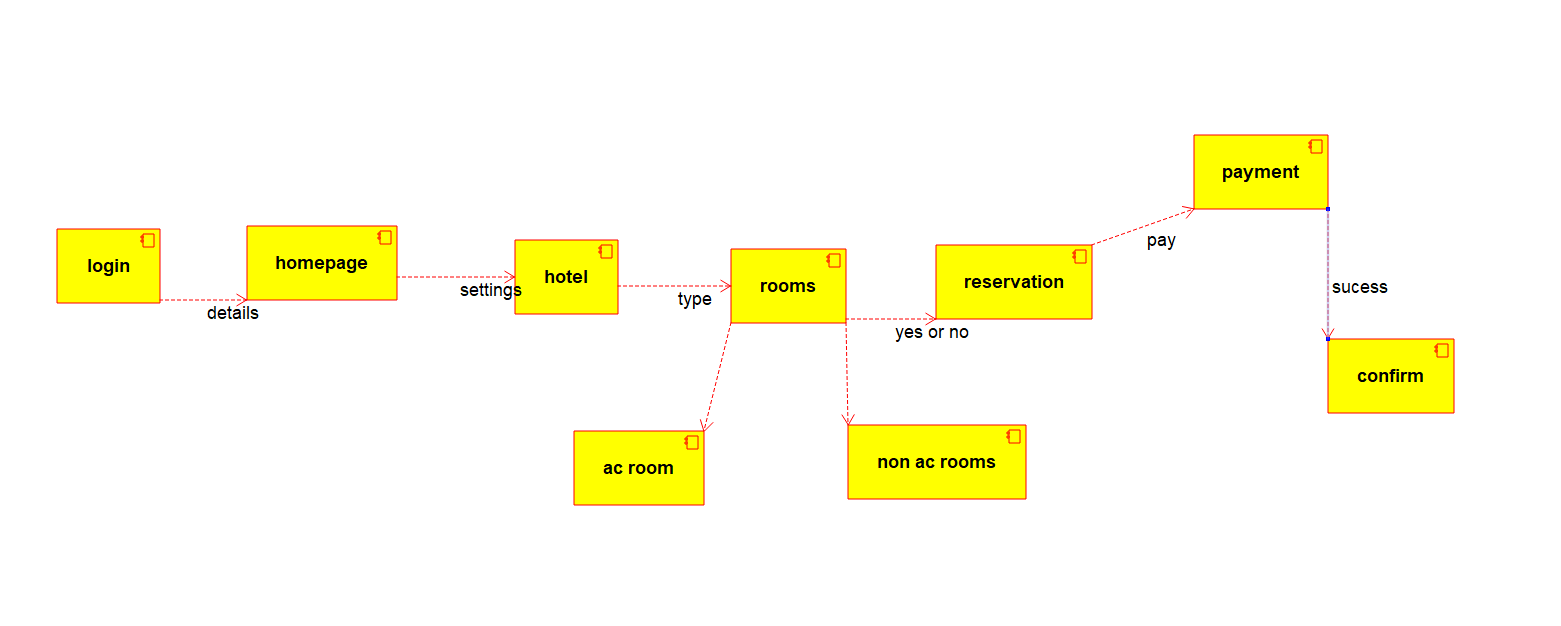 login
details
homepage
settings
hotel
type
rooms
yes or no
reservation
pay
payment
sucess
confirm
ac room
non ac rooms